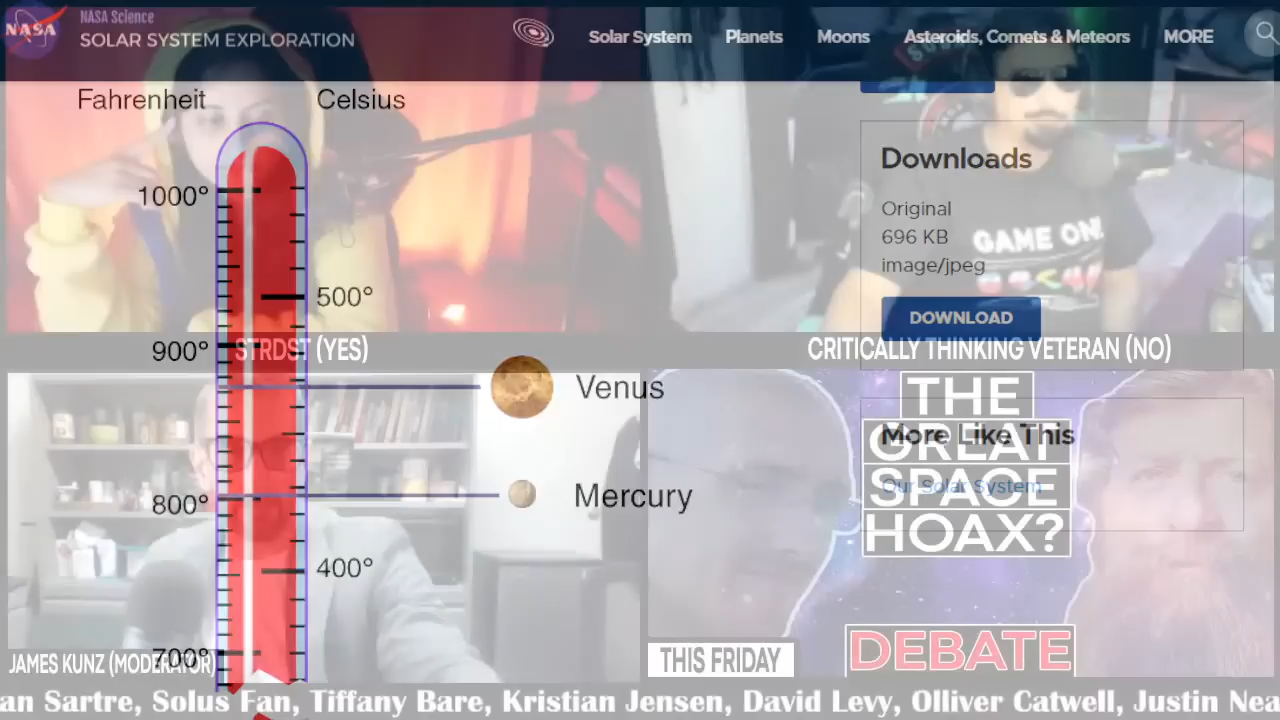 NASA
NASA Science
SOLAR SYSTEM EXPLORATION
Solar System
Planets
Moons
Asteroids, Comets & Meteors
MORE
Fahrenheit
Celsius
1000°
500°
900°
800°
400°
700°
Venus
Mercury
Downloads
Original
696 KB
image/jpeg
DOWNLOAD
More Like This
Our Solar System
GAME ON!
STRDST (YES)
CRITICALLY THINKING VETERAN (NO)
JAMES KUNZ (MODERATOR)
THE
GREAT
SPACE
HOAX?
THIS FRIDAY
DEBATE
an Sartre, Solus Fan, Tiffany Bare, Kristian Jensen, David Levy, Olliver Catwell, Justin Nea